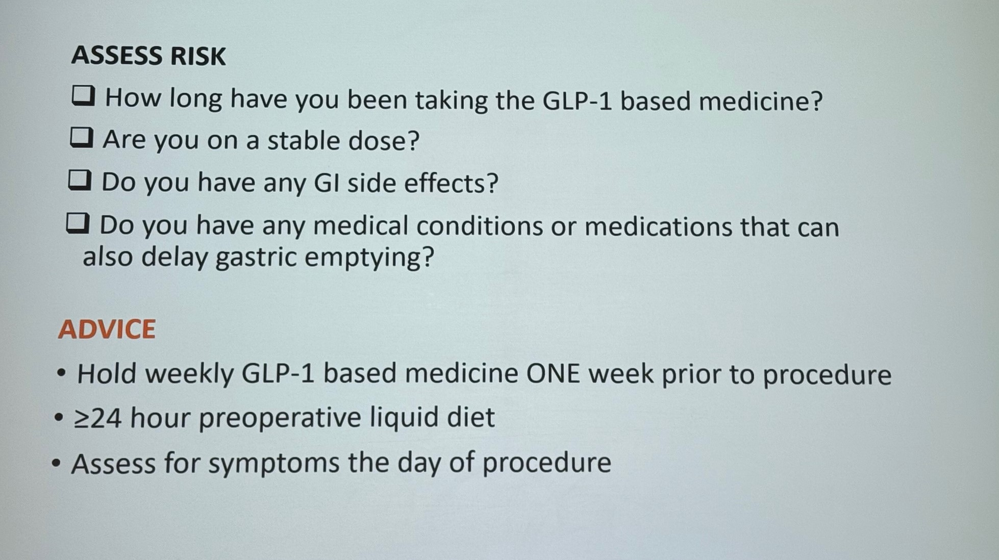 ASSESS RISK
❑ How long have you been taking the GLP-1 based medicine?
❑ Are you on a stable dose?
❑ Do you have any GI side effects?
❑ Do you have any medical conditions or medications that can
also delay gastric emptying?
ADVICE
• Hold weekly GLP-1 based medicine ONE week prior to procedure
• ≥24 hour preoperative liquid diet
• Assess for symptoms the day of procedure